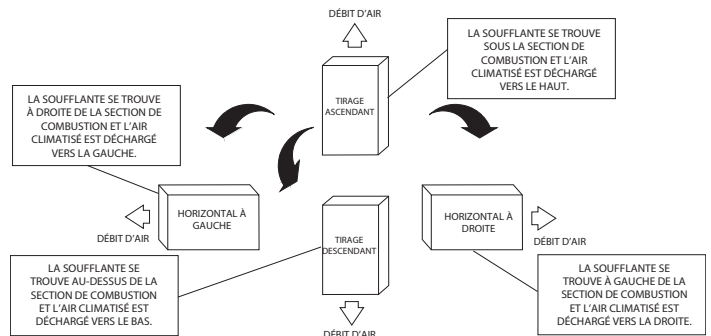 DÉBIT D'AIR
LA SOUFFLANTE SE TROUVE
SOUS LA SECTION DE
COMBUSTION ET L'AIR
CLIMATISÉ EST DÉCHARGÉ
VERS LE HAUT.
TIRAGE
ASCENDANT
LA SOUFFLANTE SE TROUVE
À DROITE DE LA SECTION DE
COMBUSTION ET L'AIR
CLIMATISÉ EST DÉCHARGÉ
VERS LA GAUCHE.
HORIZONTAL À
GAUCHE
DÉBIT D'AIR
TIRAGE
DESCENDANT
HORIZONTAL À
DROITE
DÉBIT D'AIR
LA SOUFFLANTE SE
TROUVE AU-DESSUS DE LA
SECTION DE COMBUSTION
ET L'AIR CLIMATISÉ EST
DÉCHARGÉ VERS LE BAS.
LA SOUFFLANTE SE
TROUVE À GAUCHE DE LA
SECTION DE COMBUSTION
ET L'AIR CLIMATISÉ EST
DÉCHARGÉ VERS LA DROITE.
DÉBIT D'AIR